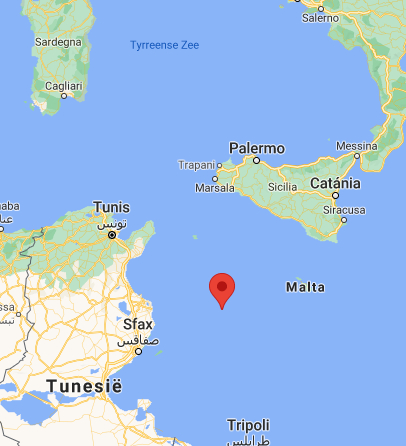 Salerno
Sardegna
Tyrreense Zee
Cagliari
Messina
Palermo
Trapani
Marsala
Sicilia
Catánia
Siracusa
Tunis
تونس
Malta
Sfax
صفاقس
Tunesië
Tripoli
طرابلس